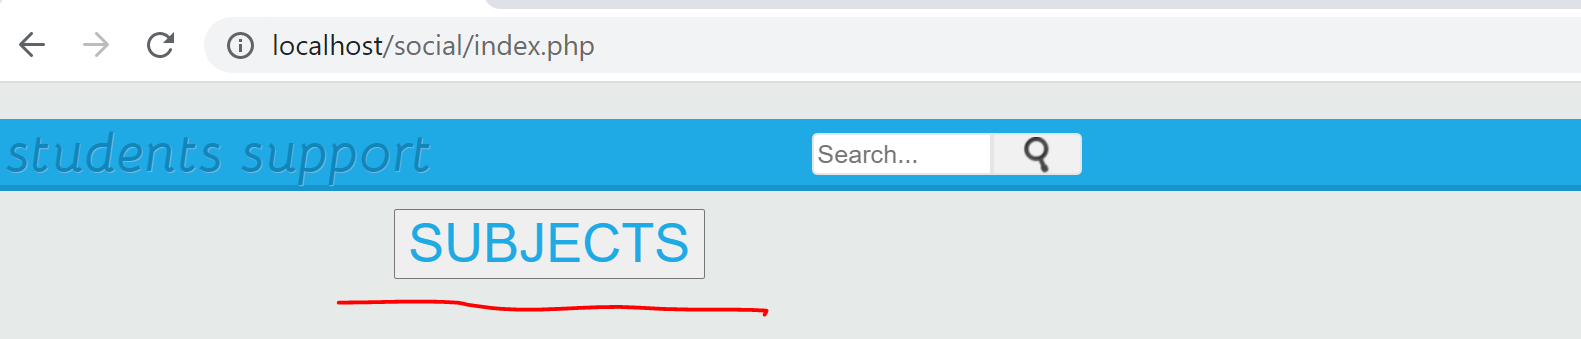 localhost/social/index.php
students support
Search...
SUBJECTS